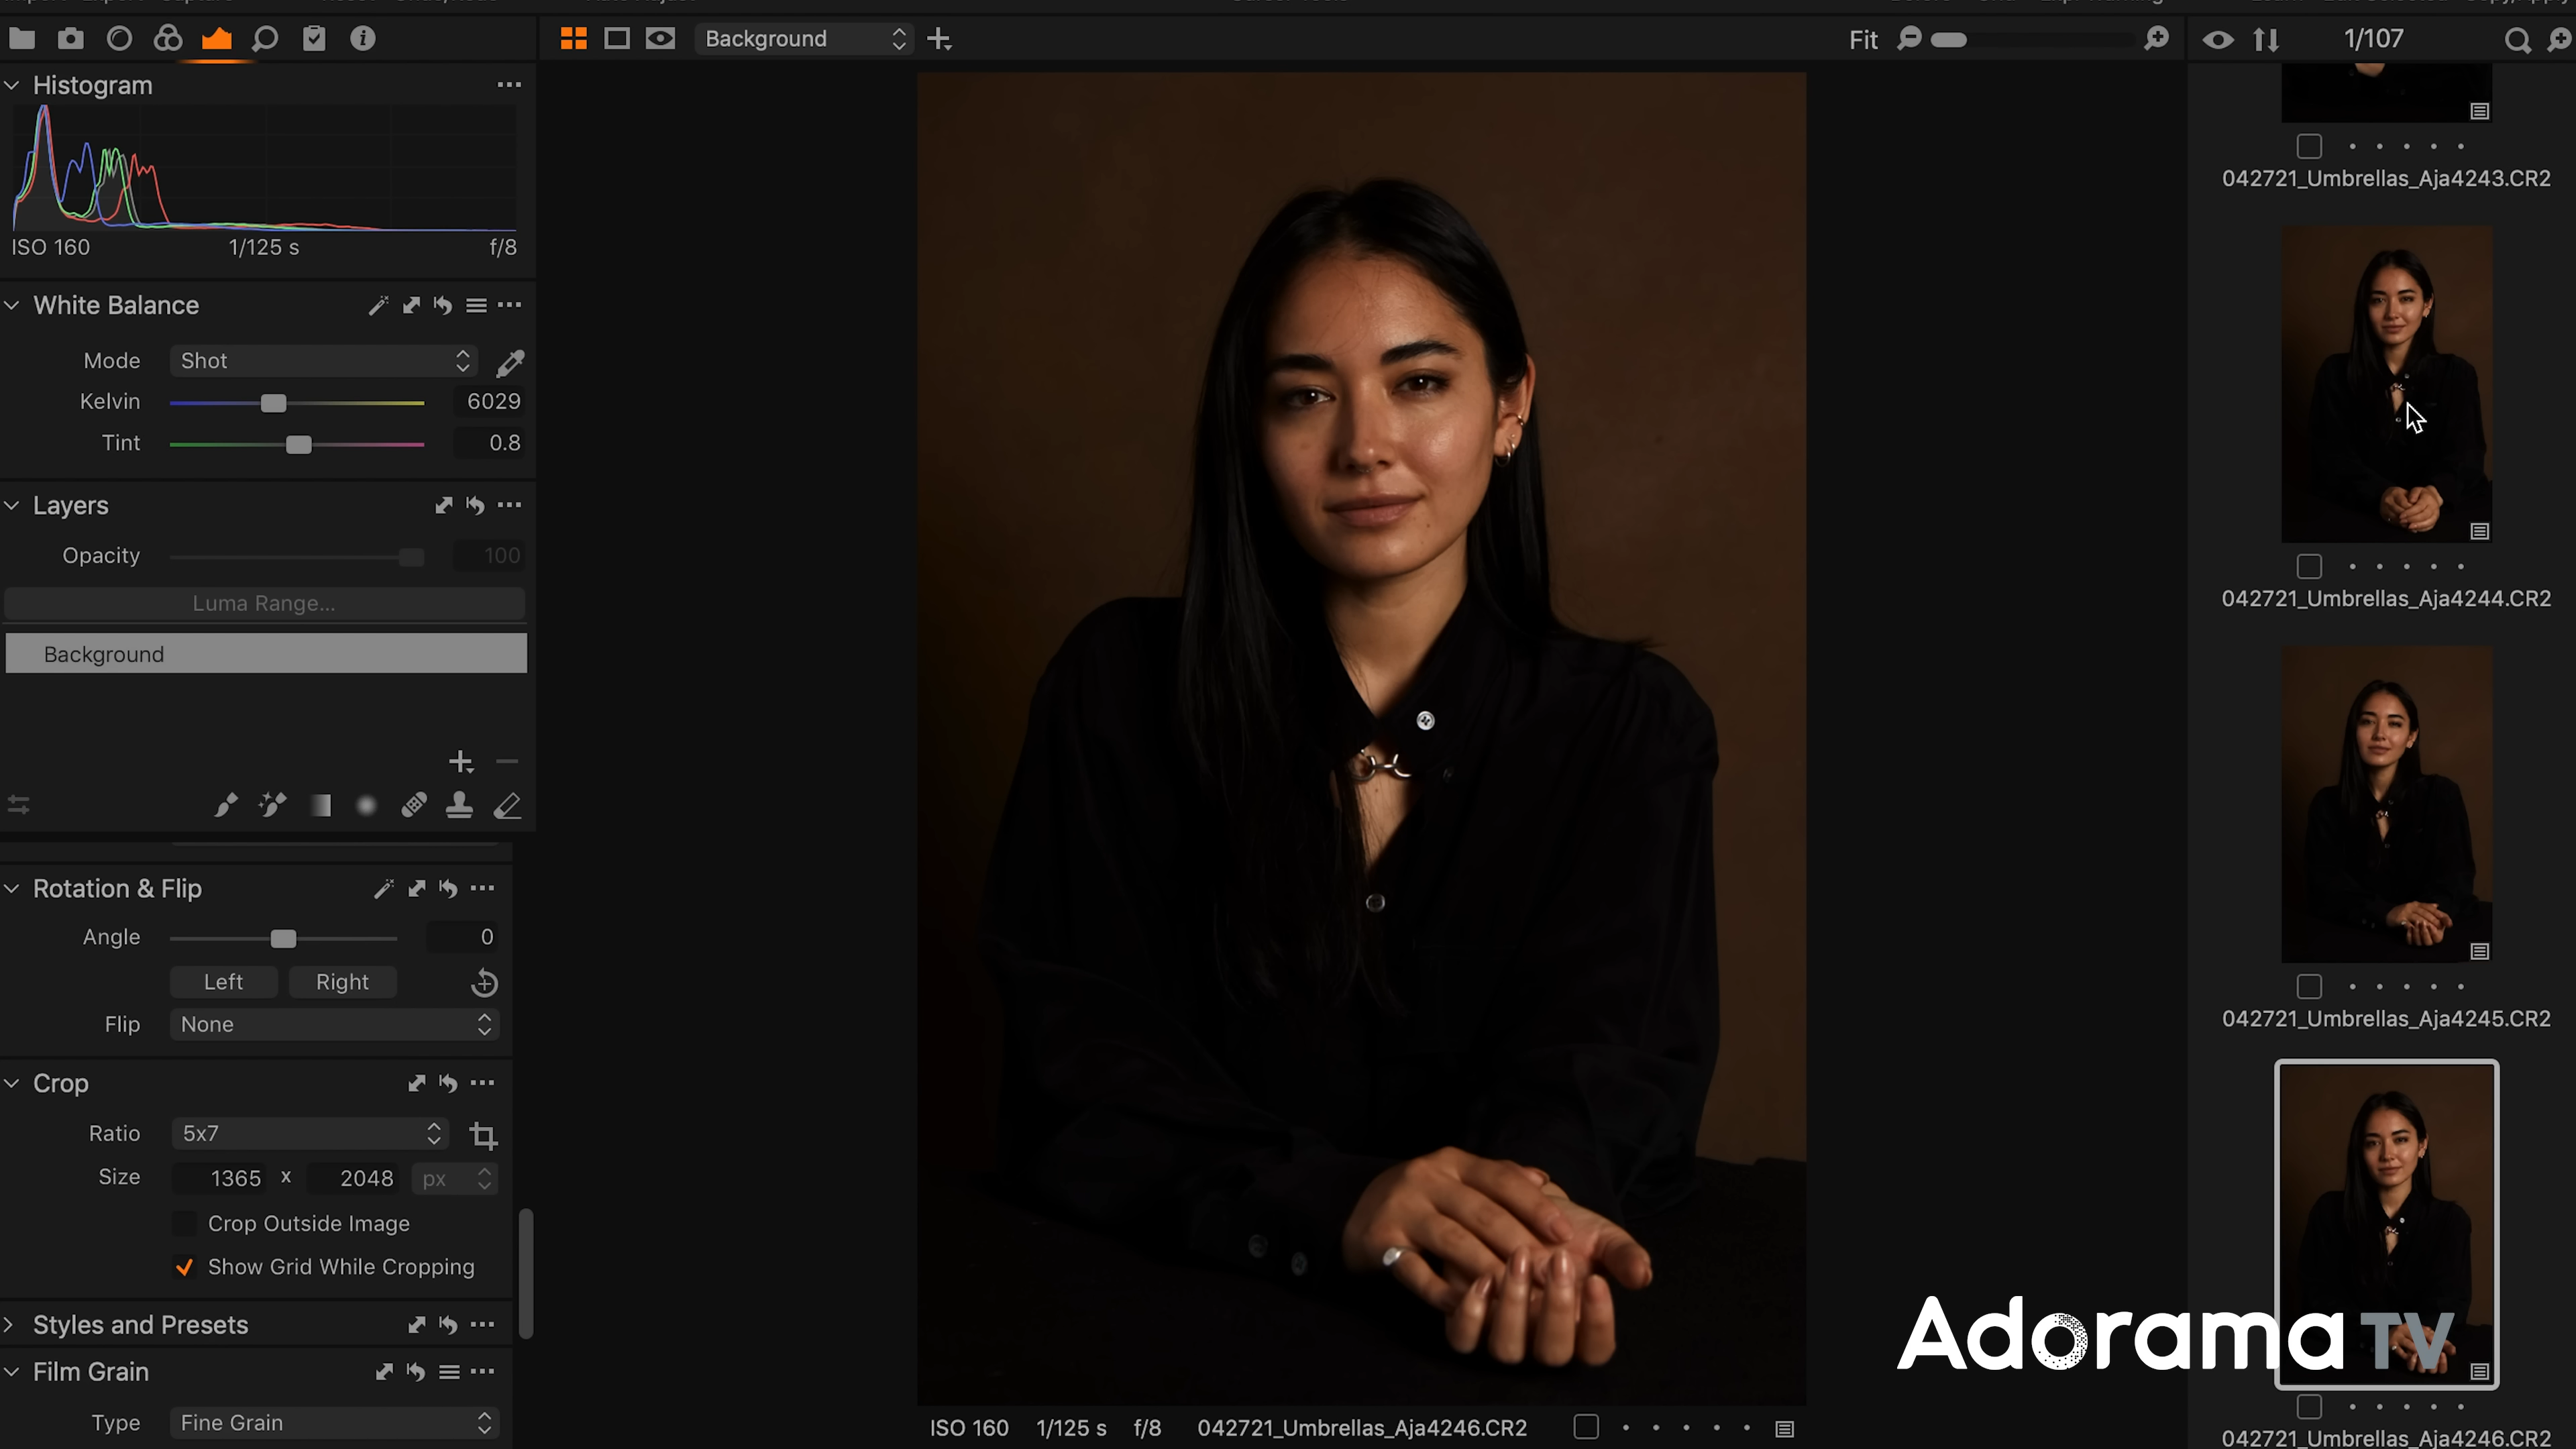 Background
Fit
1/107
Histogram
ISO 160 1/125 s f/8
White Balance
Mode Shot
Kelvin 6029
Tint 0.8
Layers
Opacity 100
Luma Range...
Background
Rotation & Flip
Angle 0
Left Right
Flip None
Crop
Ratio 5x7
Size 1365 x 2048 px
Crop Outside Image
Show Grid While Cropping
Styles and Presets
Film Grain
Type Fine Grain
ISO 160 1/125 s f/8 042721_Umbrellas_Aja4246.CR2
042721_Umbrellas_Aja4243.CR2
042721_Umbrellas_Aja4244.CR2
042721_Umbrellas_Aja4245.CR2
Adorama TV
042721_Umbrellas_Aja4246.CR2